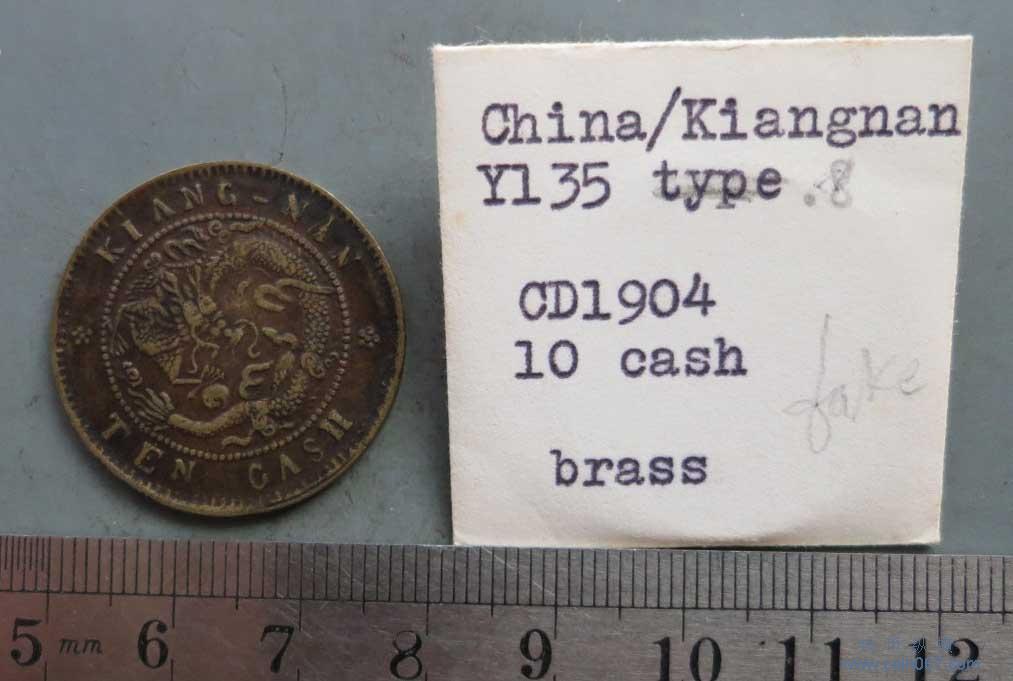 KIANG-NAN
TEN CASH
China/Kiangnan
Y135 type .8
CD1904
10 cash
fake
brass
5 mm 6 7 8 9 10 11 12